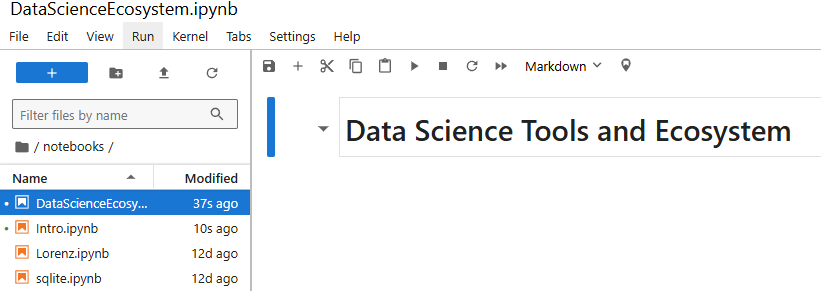 DataScienceEcosystem.ipynb
File Edit View Run Kernel Tabs Settings Help
+ Markdown
Filter files by name
/ notebooks /
Name Modified
DataScienceEcosy... 37s ago
Intro.ipynb 10s ago
Lorenz.ipynb 12d ago
sqlite.ipynb 12d ago
Data Science Tools and Ecosystem